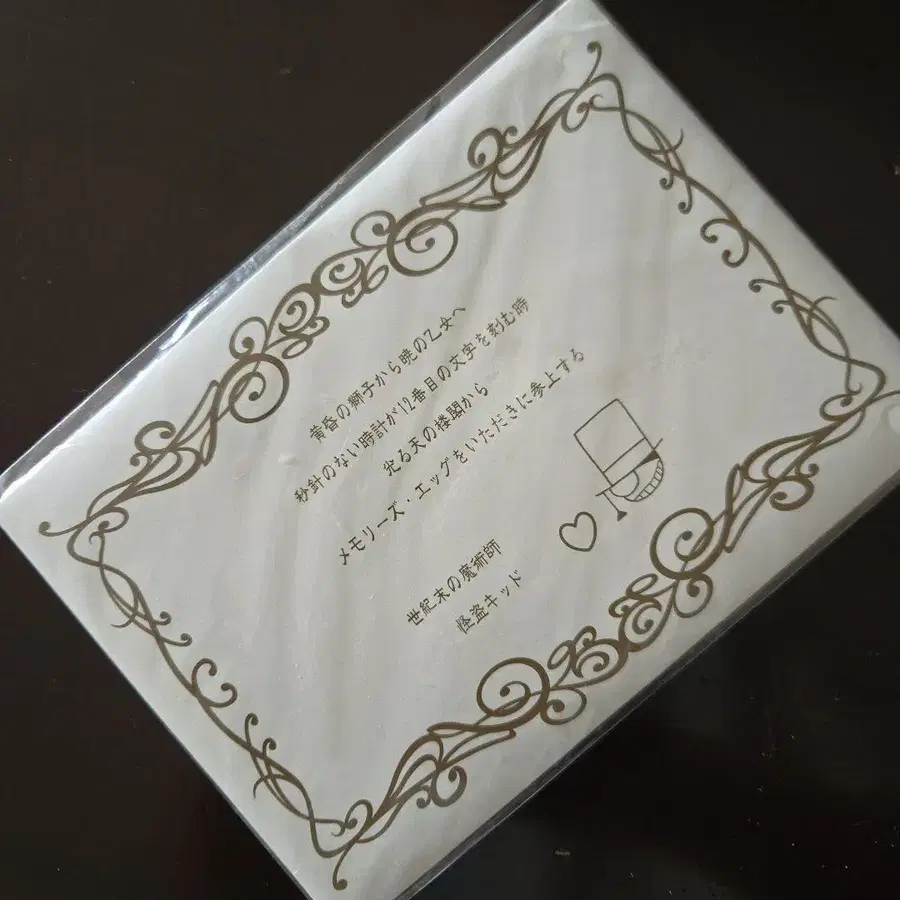 黄昏の獅子から暁の乙女へ
秒針のない時計が12番目の文字を刻む時
光る天の楼閣から
メモリーズ・エッグをいただきに参上する
世紀末の魔術師
怪盗キッド